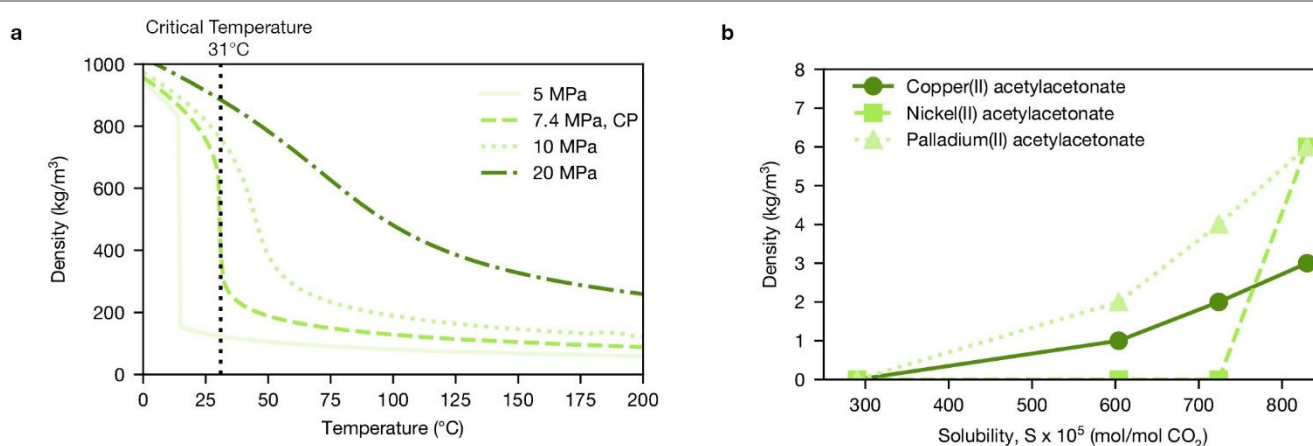 a
Critical Temperature
31°C
1000
800
600
400
200
0
Density (kg/m³)
0
25
50
75
100
125
150
175
200
Temperature (°C)
5 MPa
7.4 MPa, CP
10 MPa
20 MPa
b
8
7
6
5
4
3
2
1
0
Density (kg/m³)
300
400
500
600
700
800
Solubility, S x 10⁵ (mol/mol CO₂)
Copper(II) acetylacetonate
Nickel(II) acetylacetonate
Palladium(II) acetylacetonate